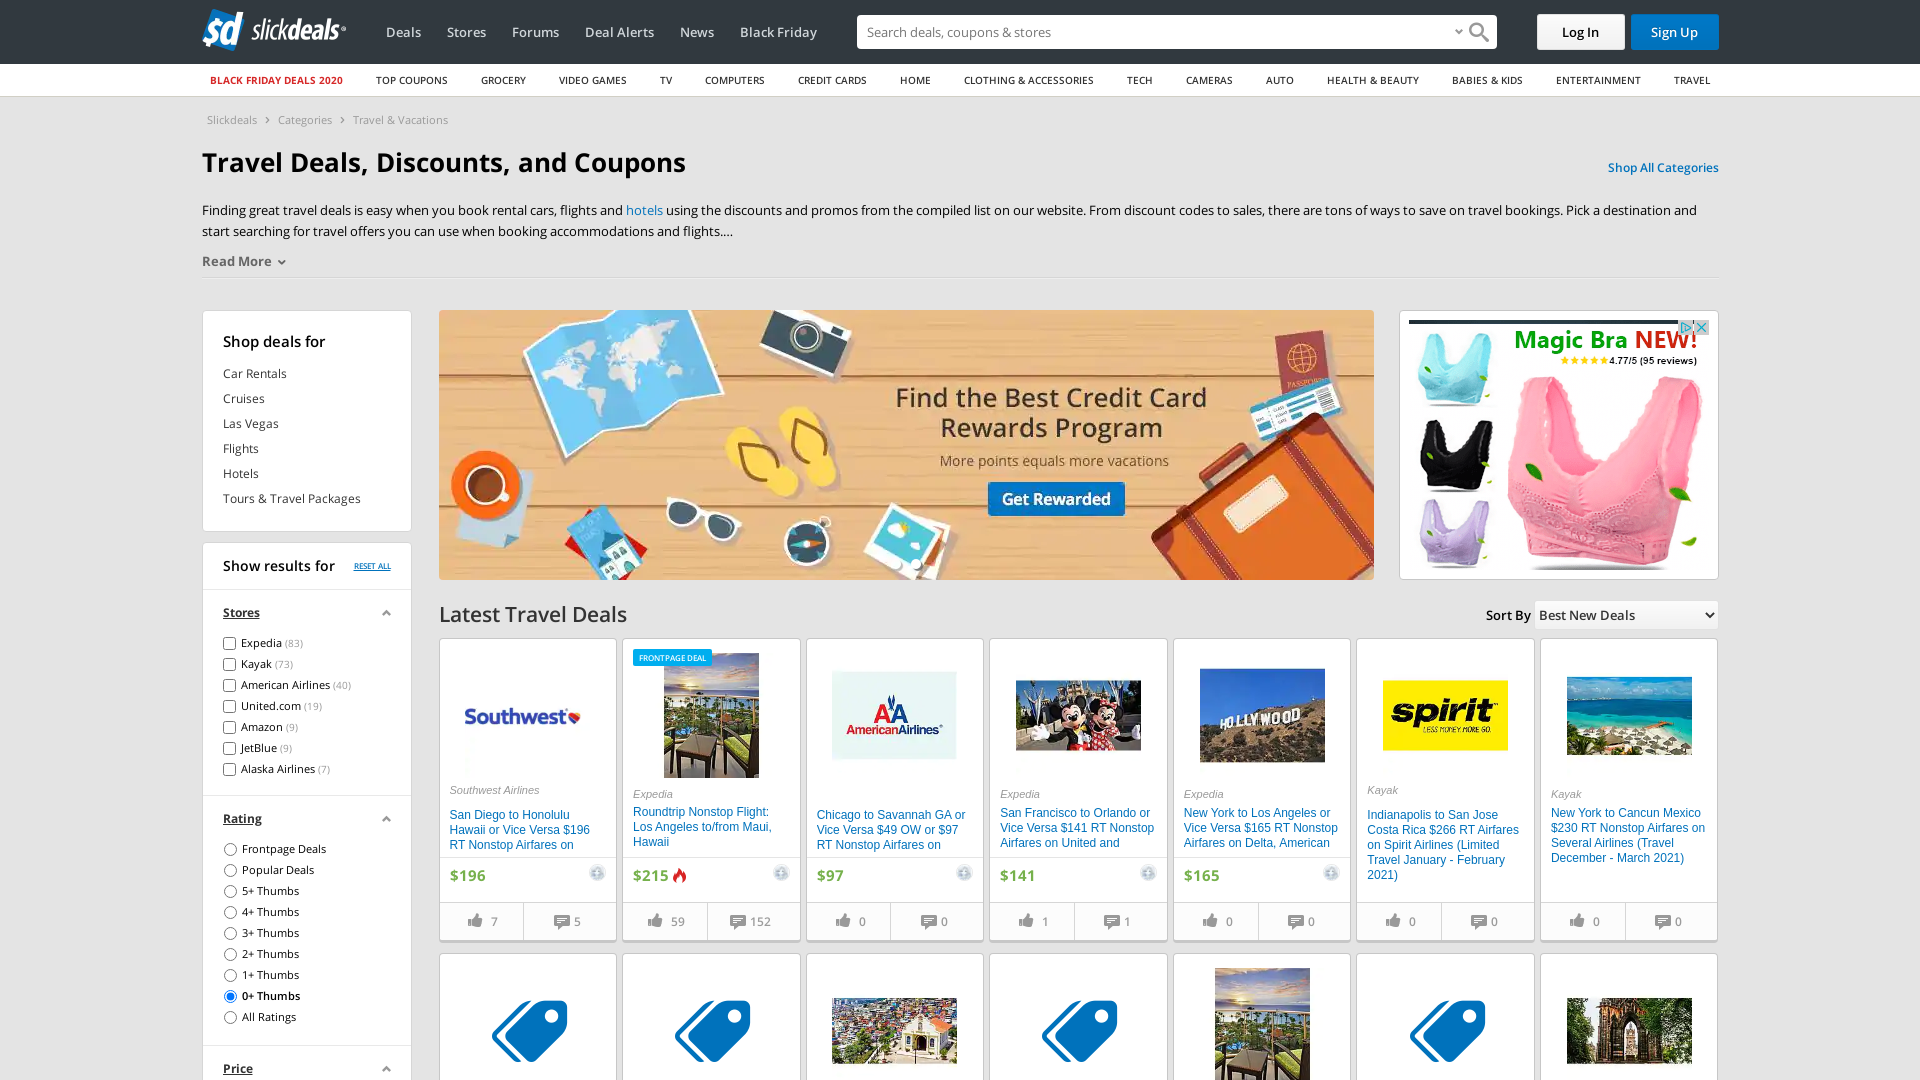 slickdeals
Deals
Stores
Forums
Deal Alerts
News
Black Friday
Search deals, coupons & stores
Log In
Sign Up
BLACK FRIDAY DEALS 2020
TOP COUPONS
GROCERY
VIDEO GAMES
TV
COMPUTERS
CREDIT CARDS
HOME
CLOTHING & ACCESSORIES
TECH
CAMERAS
AUTO
HEALTH & BEAUTY
BABIES & KIDS
ENTERTAINMENT
TRAVEL
Slickdeals > Categories > Travel & Vacations
Travel Deals, Discounts, and Coupons
Shop All Categories
Finding great travel deals is easy when you book rental cars, flights and hotels using the discounts and promos from the compiled list on our website. From discount codes to sales, there are tons of ways to save on travel bookings. Pick a destination and
start searching for travel offers you can use when booking accommodations and flights....
Read More
Shop deals for
Car Rentals
Cruises
Las Vegas
Flights
Hotels
Tours & Travel Packages
Find the Best Credit Card
Rewards Program
More points equals more vacations
Get Rewarded
PASSPORT
Magic Bra NEW!
4.77/5 (95 reviews)
Show results for
RESET ALL
Stores
Expedia (83)
Kayak (73)
American Airlines (40)
United.com (19)
Amazon (9)
JetBlue (9)
Alaska Airlines (7)
Rating
Frontpage Deals
Popular Deals
5+ Thumbs
4+ Thumbs
3+ Thumbs
2+ Thumbs
1+ Thumbs
0+ Thumbs
All Ratings
Price
Latest Travel Deals
Sort By Best New Deals
Southwest
Southwest Airlines
San Diego to Honolulu
Hawaii or Vice Versa $196
RT Nonstop Airfares on
$196
7
5
FRONTPAGE DEAL
Expedia
Roundtrip Nonstop Flight:
Los Angeles to/from Maui,
Hawaii
$215
59
152
AmericanAirlines
Chicago to Savannah GA or
Vice Versa $49 OW or $97
RT Nonstop Airfares on
$97
0
0
Expedia
San Francisco to Orlando or
Vice Versa $141 RT Nonstop
Airfares on United and
$141
1
1
HOLLYWOOD
Expedia
New York to Los Angeles or
Vice Versa $165 RT Nonstop
Airfares on Delta, American
$165
0
0
spirit
LESS MONEY. MORE GO.
Kayak
Indianapolis to San Jose
Costa Rica $266 RT Airfares
on Spirit Airlines (Limited
Travel January - February
2021)
0
0
Kayak
New York to Cancun Mexico
$230 RT Nonstop Airfares on
Several Airlines (Travel
December - March 2021)
0
0